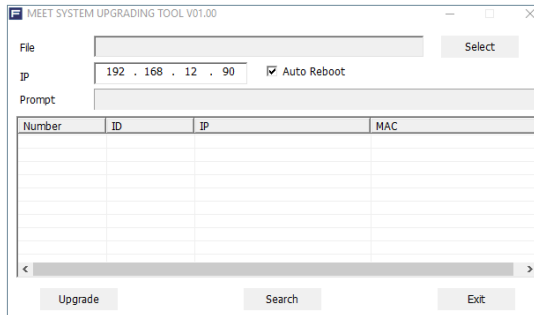 MEET SYSTEM UPGRADING TOOL V01.00
File
Select
IP
192 . 168 . 12 . 90
Auto Reboot
Prompt
Number ID IP MAC
Upgrade Search Exit